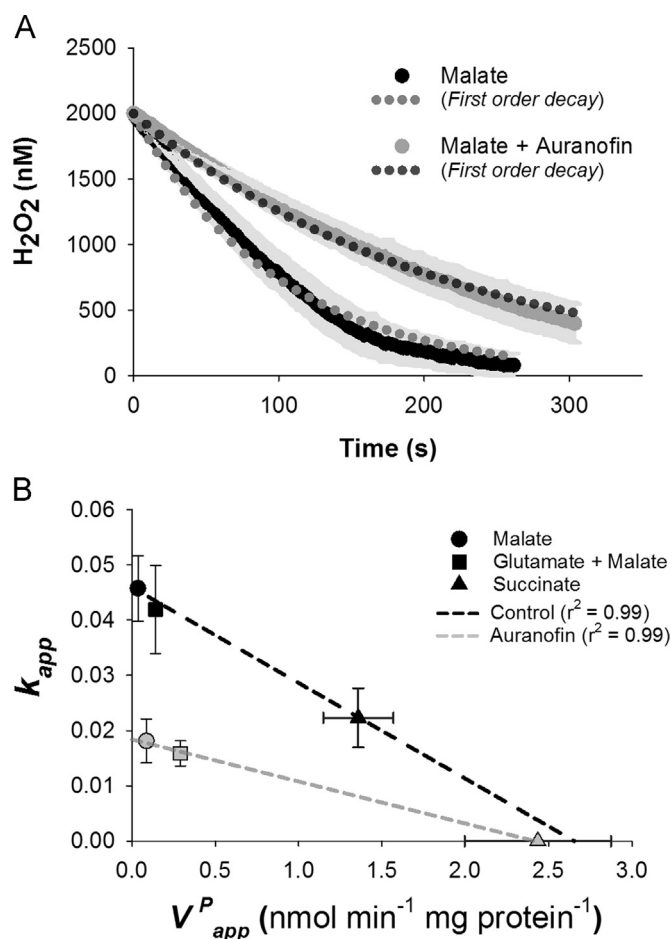 A
2500
2000
1500
1000
500
0
H₂O₂ (nM)
Malate
(First order decay)
Malate + Auranofin
(First order decay)
0 100 200 300
Time (s)
B
0.06
0.05
0.04
0.03
0.02
0.01
0.00
k_app
Malate
Glutamate + Malate
Succinate
Control (r² = 0.99)
Auranofin (r² = 0.99)
0.0 0.5 1.0 1.5 2.0 2.5 3.0
V^P_app (nmol min⁻¹ mg protein⁻¹)